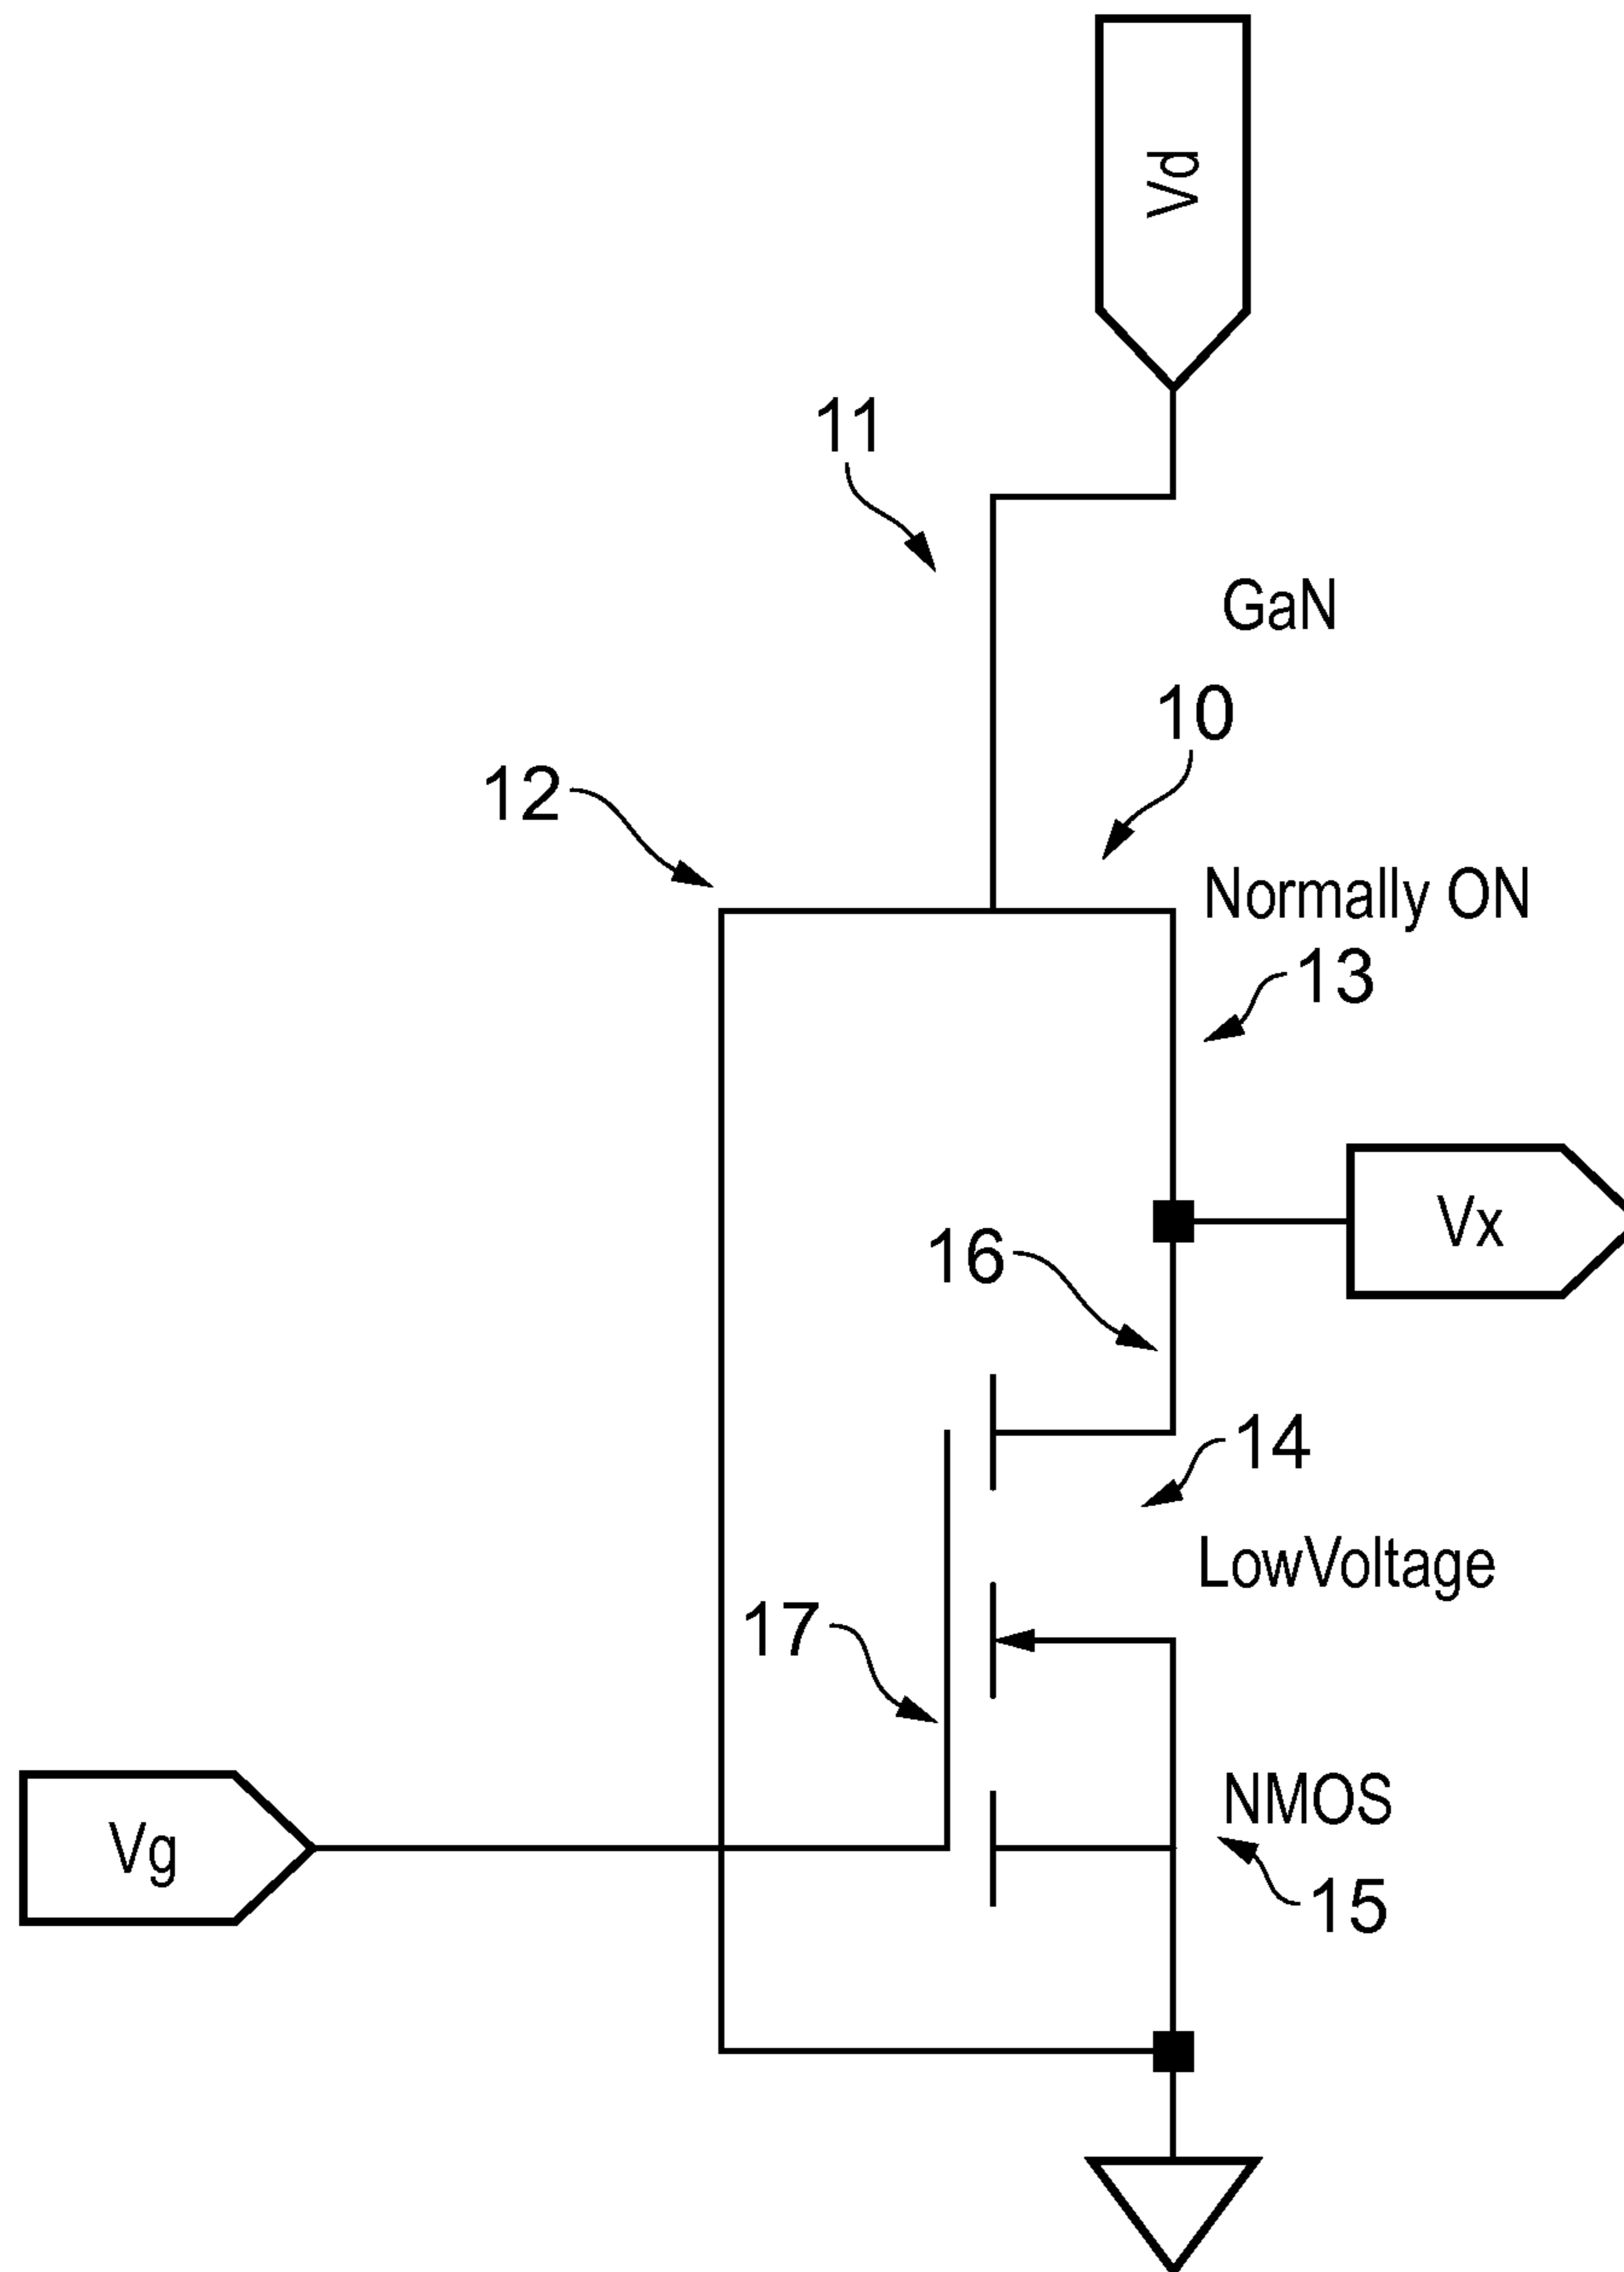 Vd
11
GaN
10
12
Normally ON
13
Vx
16
14
LowVoltage
17
NMOS
Vg
15